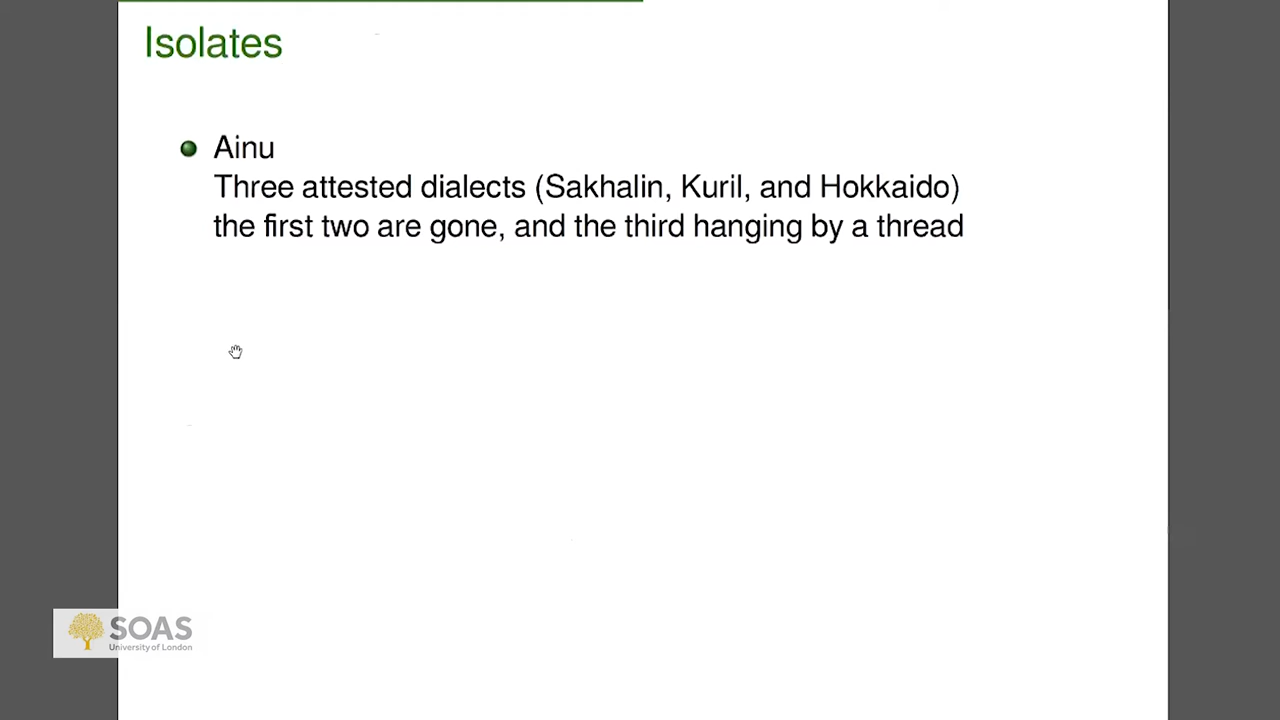 Isolates
Ainu
Three attested dialects (Sakhalin, Kuril, and Hokkaido)
the first two are gone, and the third hanging by a thread
SOAS
University of London